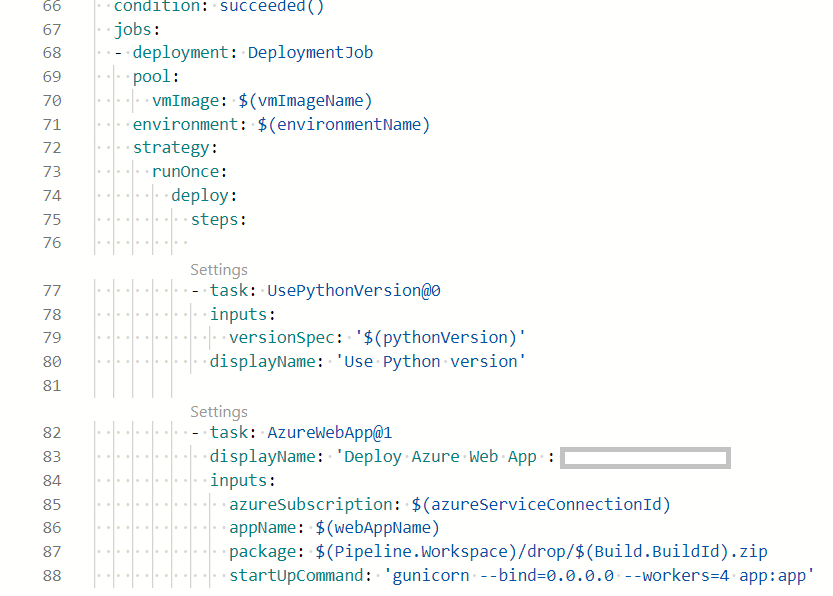 66 condition: succeeded()
67 jobs:
68 - deployment: DeploymentJob
69 pool:
70 vmImage: $(vmImageName)
71 environment: $(environmentName)
72 strategy:
73 runOnce:
74 deploy:
75 steps:
76
Settings
77 - task: UsePythonVersion@0
78 inputs:
79 versionSpec: '$(pythonVersion)'
80 displayName: 'Use Python version'
81
Settings
82 - task: AzureWebApp@1
83 displayName: 'Deploy Azure Web App :
84 inputs:
85 azureSubscription: $(azureServiceConnectionId)
86 appName: $(webAppName)
87 package: $(Pipeline.Workspace)/drop/$(Build.BuildId).zip
88 startUpCommand: 'gunicorn --bind=0.0.0.0 --workers=4 app:app'